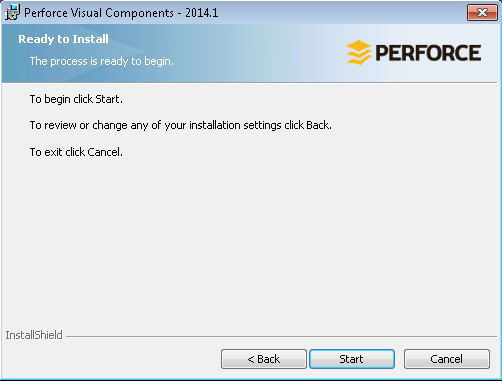 Perforce Visual Components - 2014.1
Ready to Install
The process is ready to begin.
PERFORCE
To begin click Start.
To review or change any of your installation settings click Back.
To exit click Cancel.
InstallShield
< Back
Start
Cancel